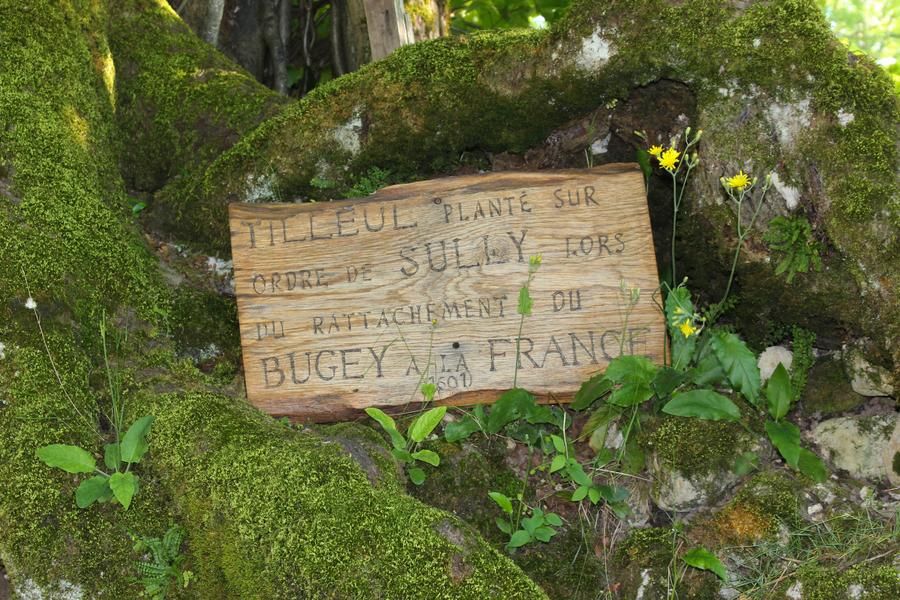 TILLEUL PLANTÉ SUR
ORDRE DE SULLY LORS
DU RATTACHEMENT DU
BUGEY A LA FRANCE
(1601)